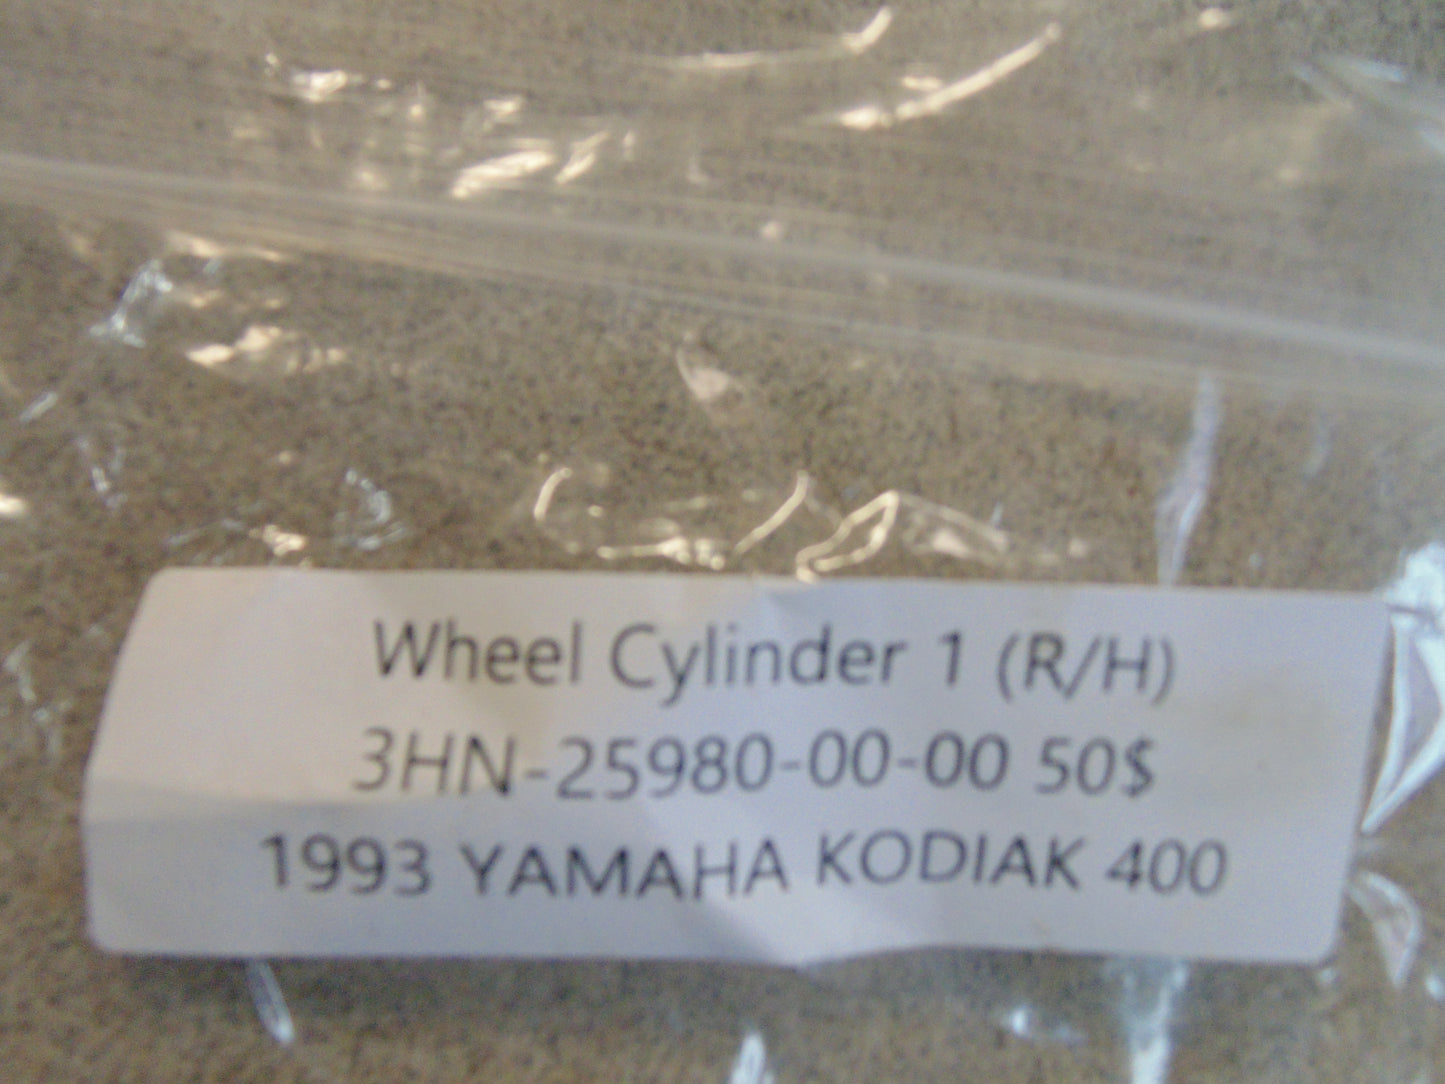 Wheel Cylinder 1 (R/H)
3HN-25980-00-00 50$
1993 YAMAHA KODIAK 400